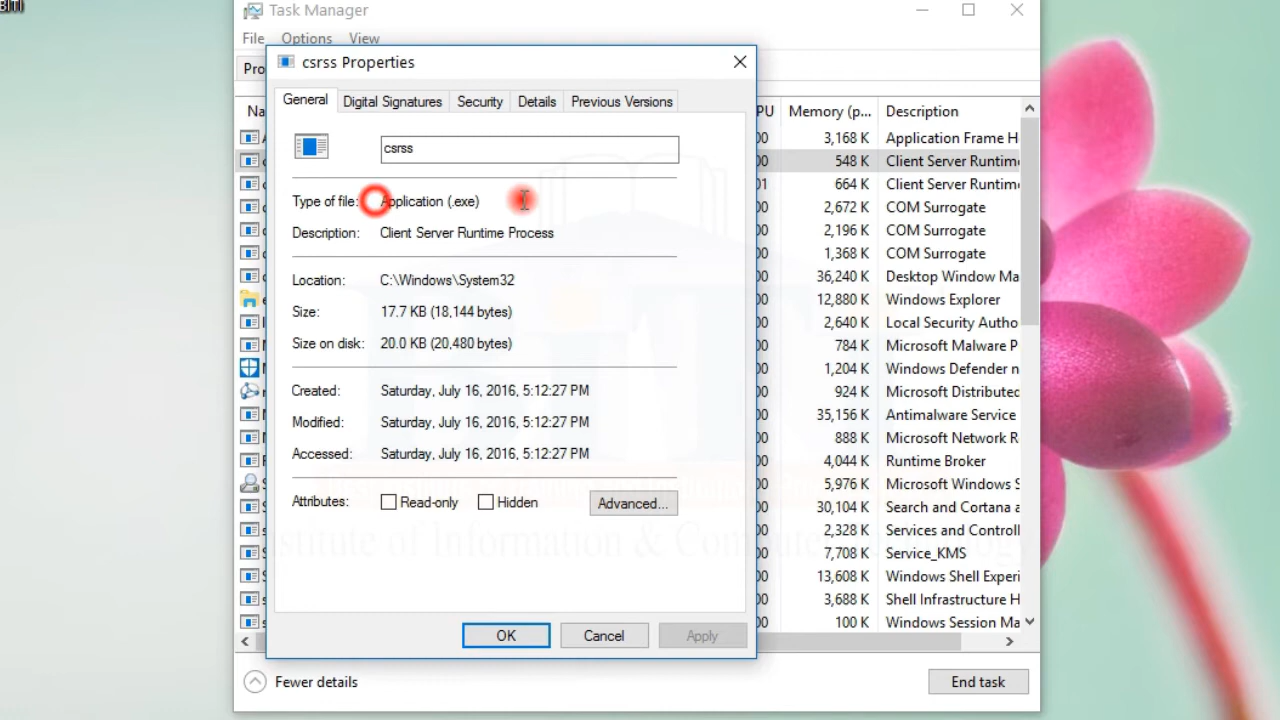 BITI
Task Manager
File Options View
csrss Properties
Pro
General Digital Signatures Security Details Previous Versions
Na PU Memory (p... Description
csrss
3,168 K Application Frame H
548 K Client Server Runtime
Type of file: Application (.exe)
664 K Client Server Runtime
2,672 K COM Surrogate
Description: Client Server Runtime Process
2,196 K COM Surrogate
1,368 K COM Surrogate
Location: C:\Windows\System32
36,240 K Desktop Window Ma
12,880 K Windows Explorer
Size: 17.7 KB (18,144 bytes)
2,640 K Local Security Autho
Size on disk: 20.0 KB (20,480 bytes)
784 K Microsoft Malware P
1,204 K Windows Defender n
Created: Saturday, July 16, 2016, 5:12:27 PM
924 K Microsoft Distributed
35,156 K Antimalware Service
Modified: Saturday, July 16, 2016, 5:12:27 PM
888 K Microsoft Network R
Accessed: Saturday, July 16, 2016, 5:12:27 PM
4,044 K Runtime Broker
5,976 K Microsoft Windows S
Attributes: Read-only Hidden Advanced...
30,104 K Search and Cortana a
2,328 K Services and Controll
stitute of Information & Compute
7,708 K Service_KMS
13,608 K Windows Shell Experi
3,688 K Shell Infrastructure H
100 K Windows Session Ma
OK Cancel Apply
Fewer details End task